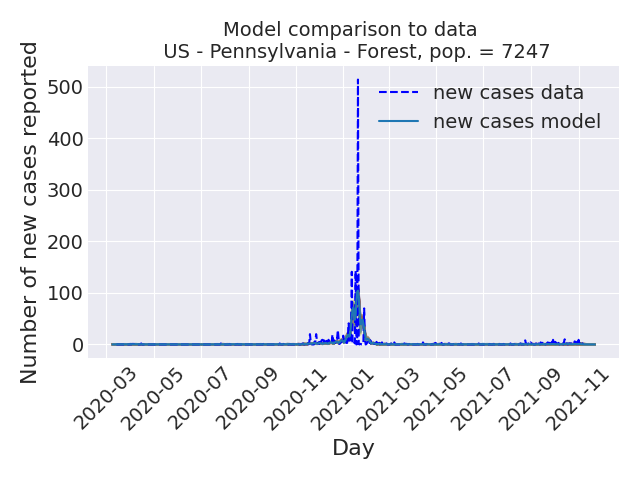 Model comparison to data
US - Pennsylvania - Forest, pop. = 7247
Number of new cases reported
500
400
300
200
100
0
new cases data
new cases model
2020-03
2020-05
2020-07
2020-09
2020-11
2021-01
2021-03
2021-05
2021-07
2021-09
2021-11
Day